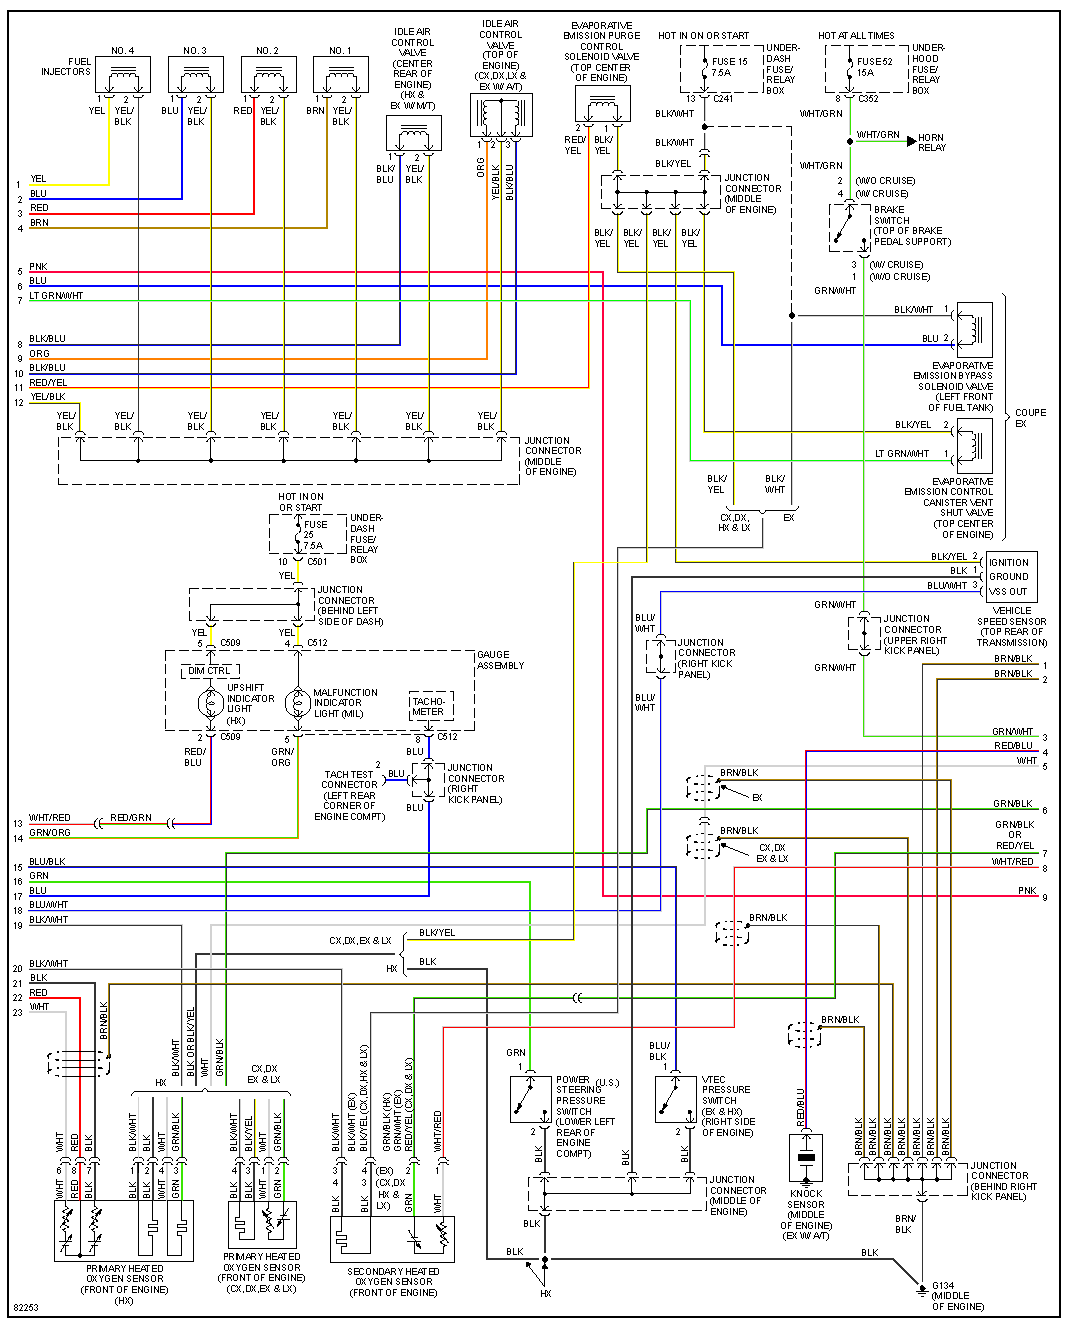 IDLE AIR
CONTROL
VALVE
(TOP OF
ENGINE)
(CX,DX,LX &
EX W/ A/T)
EVAPORATIVE
EMISSION PURGE
CONTROL
SOLENOID VALVE
(TOP CENTER
OF ENGINE)
IDLE AIR
CONTROL
VALVE
(CENTER
REAR OF
ENGINE)
(HX &
EX W/ M/T)
HOT IN ON OR START
HOT AT ALL TIMES
NO. 4
NO. 3
NO. 2
NO. 1
FUEL
INJECTORS
FUSE 15
7.5A
UNDER-
DASH
FUSE/
RELAY
BOX
FUSE 52
15A
UNDER-
HOOD
FUSE/
RELAY
BOX
1 2 1 2 1 2 1 2
YEL YEL/
BLK
BLU YEL/
BLK
RED YEL/
BLK
BRN YEL/
BLK
13 C241
8 C352
BLK/WHT
WHT/GRN
2 1
RED/
YEL
BLK/
YEL
1 2 3
ORG
YEL/BLK
BLK/BLU
1 2
BLK/
BLU
YEL/
BLK
BLK/WHT
BLK/YEL
WHT/GRN
HORN
RELAY
WHT/GRN
JUNCTION
CONNECTOR
(MIDDLE
OF ENGINE)
2 (W/O CRUISE)
4 (W/ CRUISE)
BRAKE
SWITCH
(TOP OF BRAKE
PEDAL SUPPORT)
BLK/
YEL
BLK/
YEL
BLK/
YEL
BLK/
YEL
3 (W/ CRUISE)
1 (W/O CRUISE)
GRN/WHT
1 YEL
2 BLU
3 RED
4 BRN
5 PNK
6 BLU
7 LT GRN/WHT
8 BLK/BLU
9 ORG
10 BLK/BLU
11 RED/YEL
12 YEL/BLK
BLK/WHT 1
BLU 2
EVAPORATIVE
EMISSION BYPASS
SOLENOID VALVE
(LEFT FRONT
OF FUEL TANK)
COUPE
EX
BLK/YEL 2
LT GRN/WHT 1
EVAPORATIVE
EMISSION CONTROL
CANISTER VENT
SHUT VALVE
(TOP CENTER
OF ENGINE)
YEL/
BLK
YEL/
BLK
YEL/
BLK
YEL/
BLK
YEL/
BLK
YEL/
BLK
YEL/
BLK
JUNCTION
CONNECTOR
(MIDDLE
OF ENGINE)
BLK/
YEL
BLK/
WHT
CX, DX,
HX & LX
EX
HOT IN ON
OR START
FUSE
25
7.5A
UNDER-
DASH
FUSE/
RELAY
BOX
10 C501
YEL
JUNCTION
CONNECTOR
(BEHIND LEFT
SIDE OF DASH)
YEL YEL
5 C509 4 C512
BLK/YEL 2 IGNITION
BLK 1 GROUND
BLU/WHT 3 VSS OUT
VEHICLE
SPEED SENSOR
(TOP REAR OF
TRANSMISSION)
GRN/WHT
JUNCTION
CONNECTOR
(UPPER RIGHT
KICK PANEL)
GRN/WHT
BLU/
WHT
JUNCTION
CONNECTOR
(RIGHT KICK
PANEL)
BLU/
WHT
GAUGE
ASSEMBLY
DIM CTRL
UPSHIFT
INDICATOR
LIGHT
(HX)
MALFUNCTION
INDICATOR
LIGHT (MIL)
TACHO-
METER
2 C509 5 8 C512
RED/
BLU
GRN/
ORG
BLU
2
BLU
TACH TEST
CONNECTOR
(LEFT REAR
CORNER OF
ENGINE COMPT)
JUNCTION
CONNECTOR
(RIGHT
KICK PANEL)
BLU
BRN/BLK 1
BRN/BLK 2
GRN/WHT 3
RED/BLU 4
WHT 5
GRN/BLK 6
GRN/BLK
OR
RED/YEL 7
WHT/RED 8
PNK 9
BRN/BLK
EX
BRN/BLK
CX,DX
EX & LX
BRN/BLK
13 WHT/RED RED/GRN
14 GRN/ORG
15 BLU/BLK
16 GRN
17 BLU
18 BLU/WHT
19 BLK/WHT
20 BLK/WHT
21 BLK
22 RED
23 WHT
CX, DX, EX & LX
BLK/YEL
HX
BLK
BRN/BLK
BRN/BLK
BLK/WHT
BLK OR BLK/YEL
WHT
GRN/BLK
HX
CX,DX
EX & LX
GRN
1
BLU/
BLK
1
POWER (U.S.)
STEERING
PRESSURE
SWITCH
(LOWER LEFT
REAR OF
ENGINE
COMPT)
VTEC
PRESSURE
SWITCH
(EX & HX)
(RIGHT SIDE
OF ENGINE)
2 2
BLK
BLK
BLK
RED/BLU
1
KNOCK
SENSOR
(MIDDLE
OF ENGINE)
(EX W/ A/T)
BRN/BLK
BRN/BLK
BRN/BLK
BRN/BLK
BRN/BLK
BRN/BLK
BRN/BLK
JUNCTION
CONNECTOR
(BEHIND RIGHT
KICK PANEL)
BRN/
BLK
WHT
RED
BLK
BLK/WHT
BLK
WHT
GRN/BLK
BLK/WHT
BLK/YEL
WHT
GRN/BLK
BLK/WHT
BLK/WHT (EX)
BLK/YEL (CX,DX,HX & LX)
GRN/BLK (HX)
GRN/WHT (EX)
RED/YEL (CX,DX & LX)
WHT/RED
6 8 7 1 2 4 3
3 4 1 2
3 4 (EX) 2 1
4 3 (CX,DX
HX &
LX)
WHT
RED
BLK
BLK
BLK
WHT
GRN
BLK
BLK
WHT
GRN
BLK
BLK
GRN
WHT
PRIMARY HEATED
OXYGEN SENSOR
(FRONT OF ENGINE)
(HX)
PRIMARY HEATED
OXYGEN SENSOR
(FRONT OF ENGINE)
(CX,DX,EX & LX)
SECONDARY HEATED
OXYGEN SENSOR
(FRONT OF ENGINE)
JUNCTION
CONNECTOR
(MIDDLE OF
ENGINE)
BLK
BLK
HX
BLK
G134
(MIDDLE
OF ENGINE)
82253